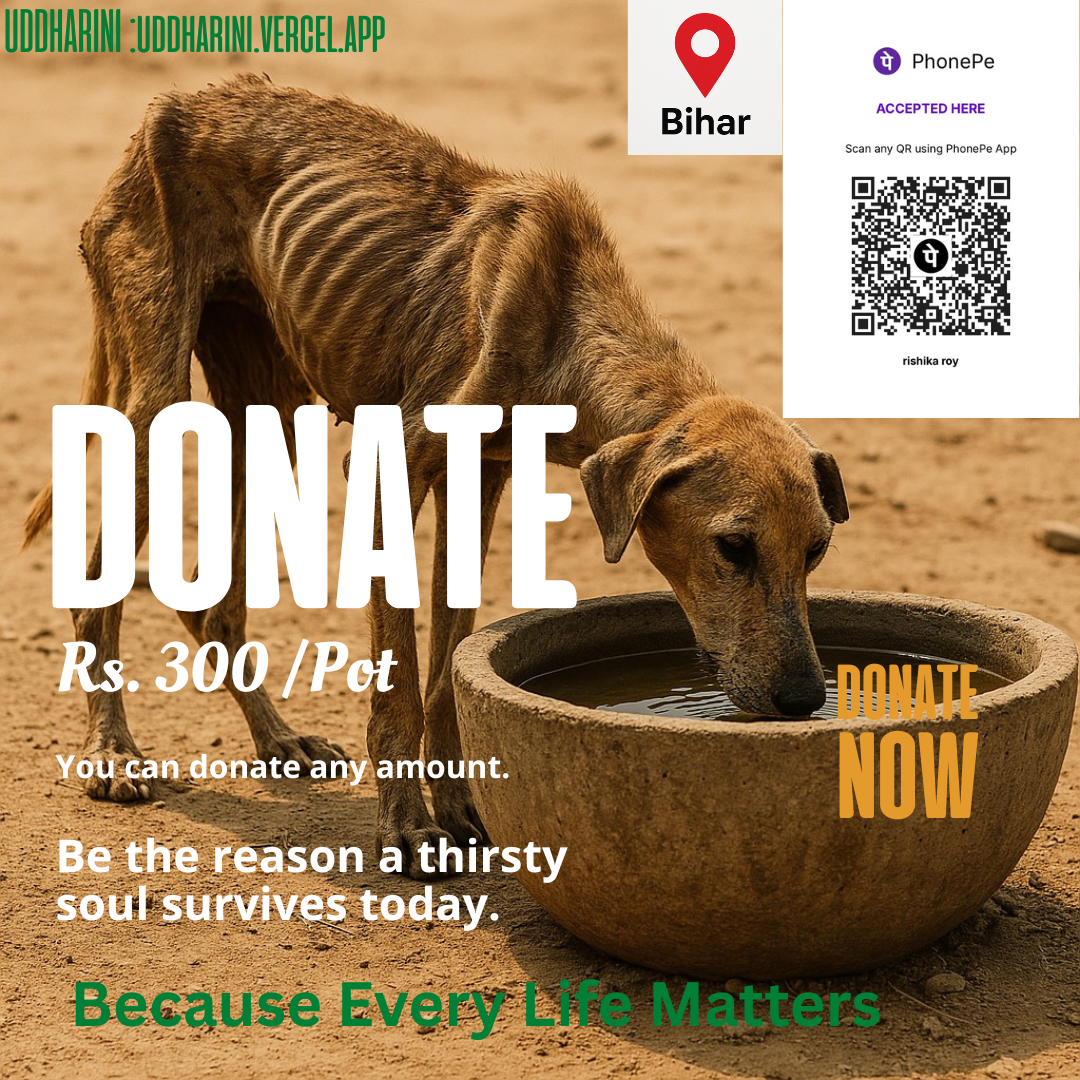 UDDHARINI :UDDHARINI.VERCEL.APP
Bihar
पे PhonePe
ACCEPTED HERE
Scan any QR using PhonePe App
पे
rishika roy
DONATE
Rs. 300 /Pot
DONATE
NOW
You can donate any amount.
Be the reason a thirsty
soul survives today.
Because Every Life Matters